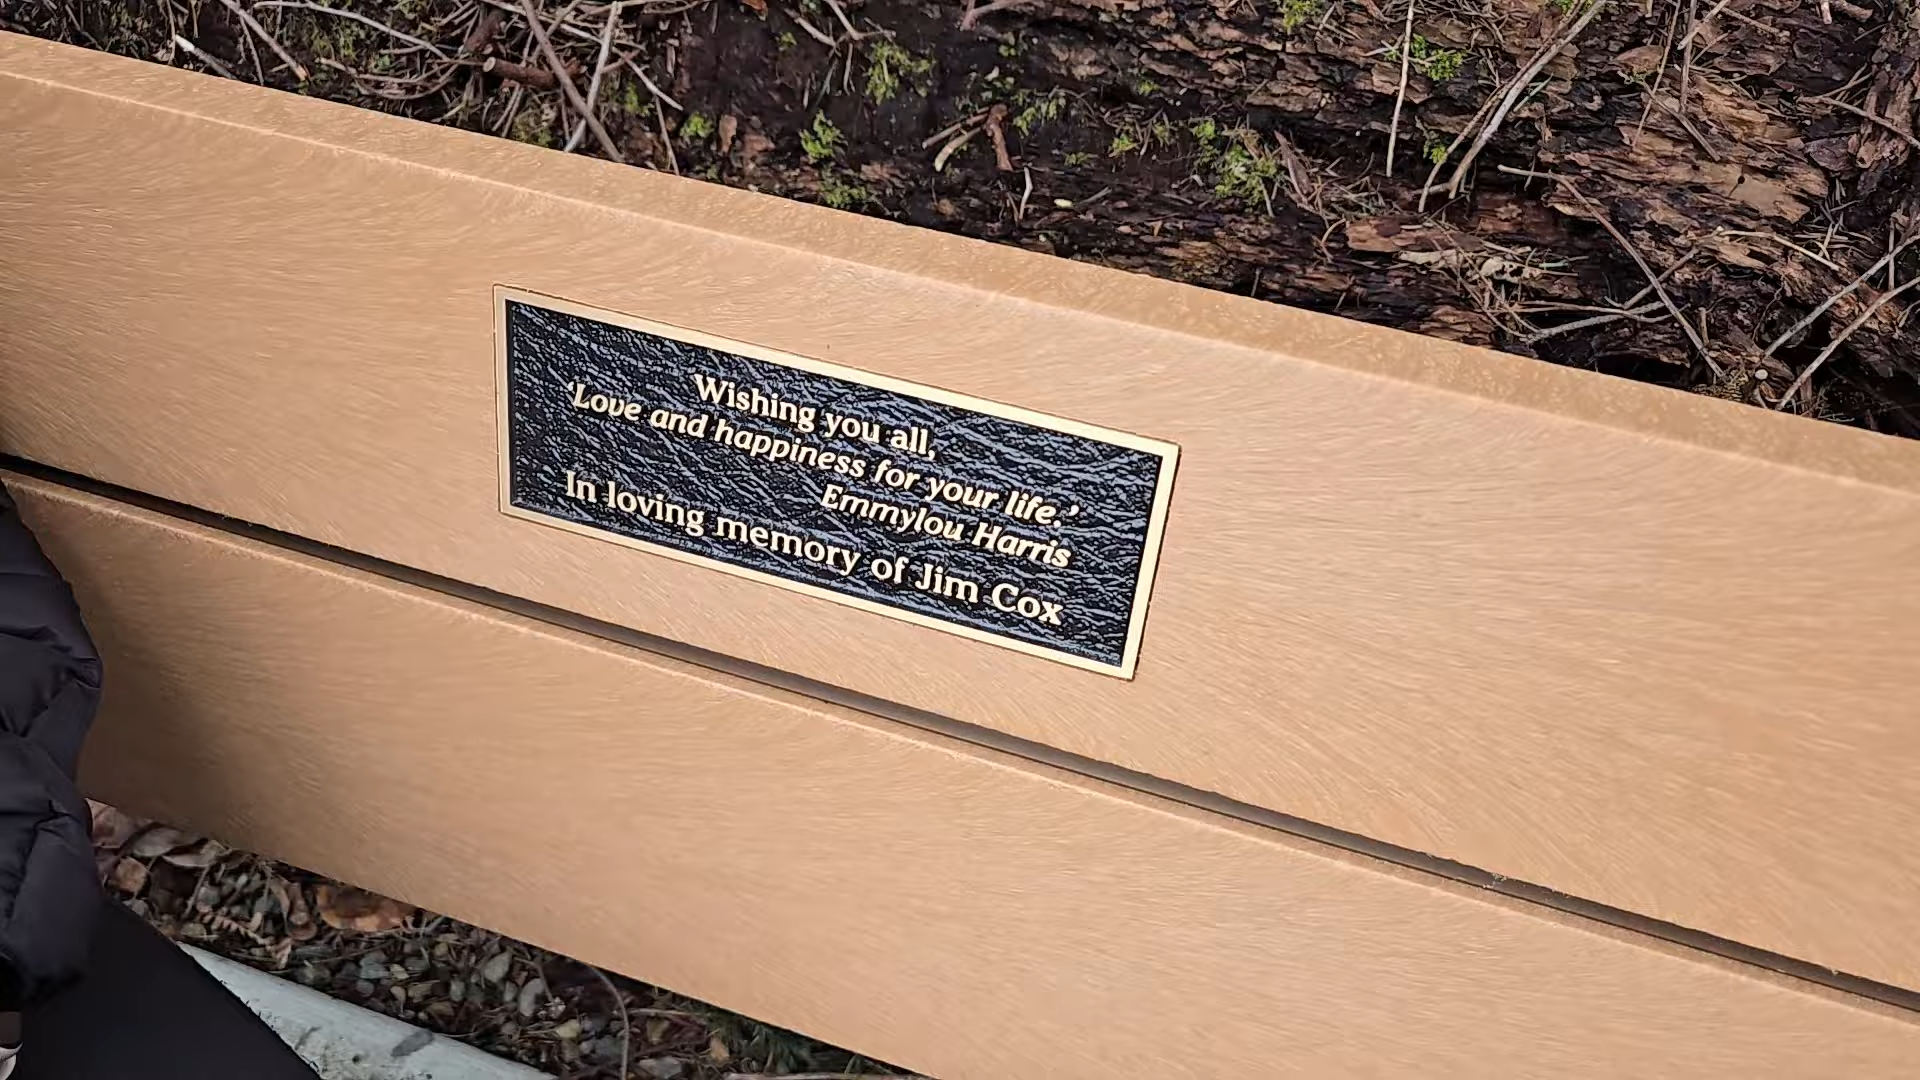 Wishing you all,
‘Love and happiness for your life.’
Emmylou Harris
In loving memory of Jim Cox